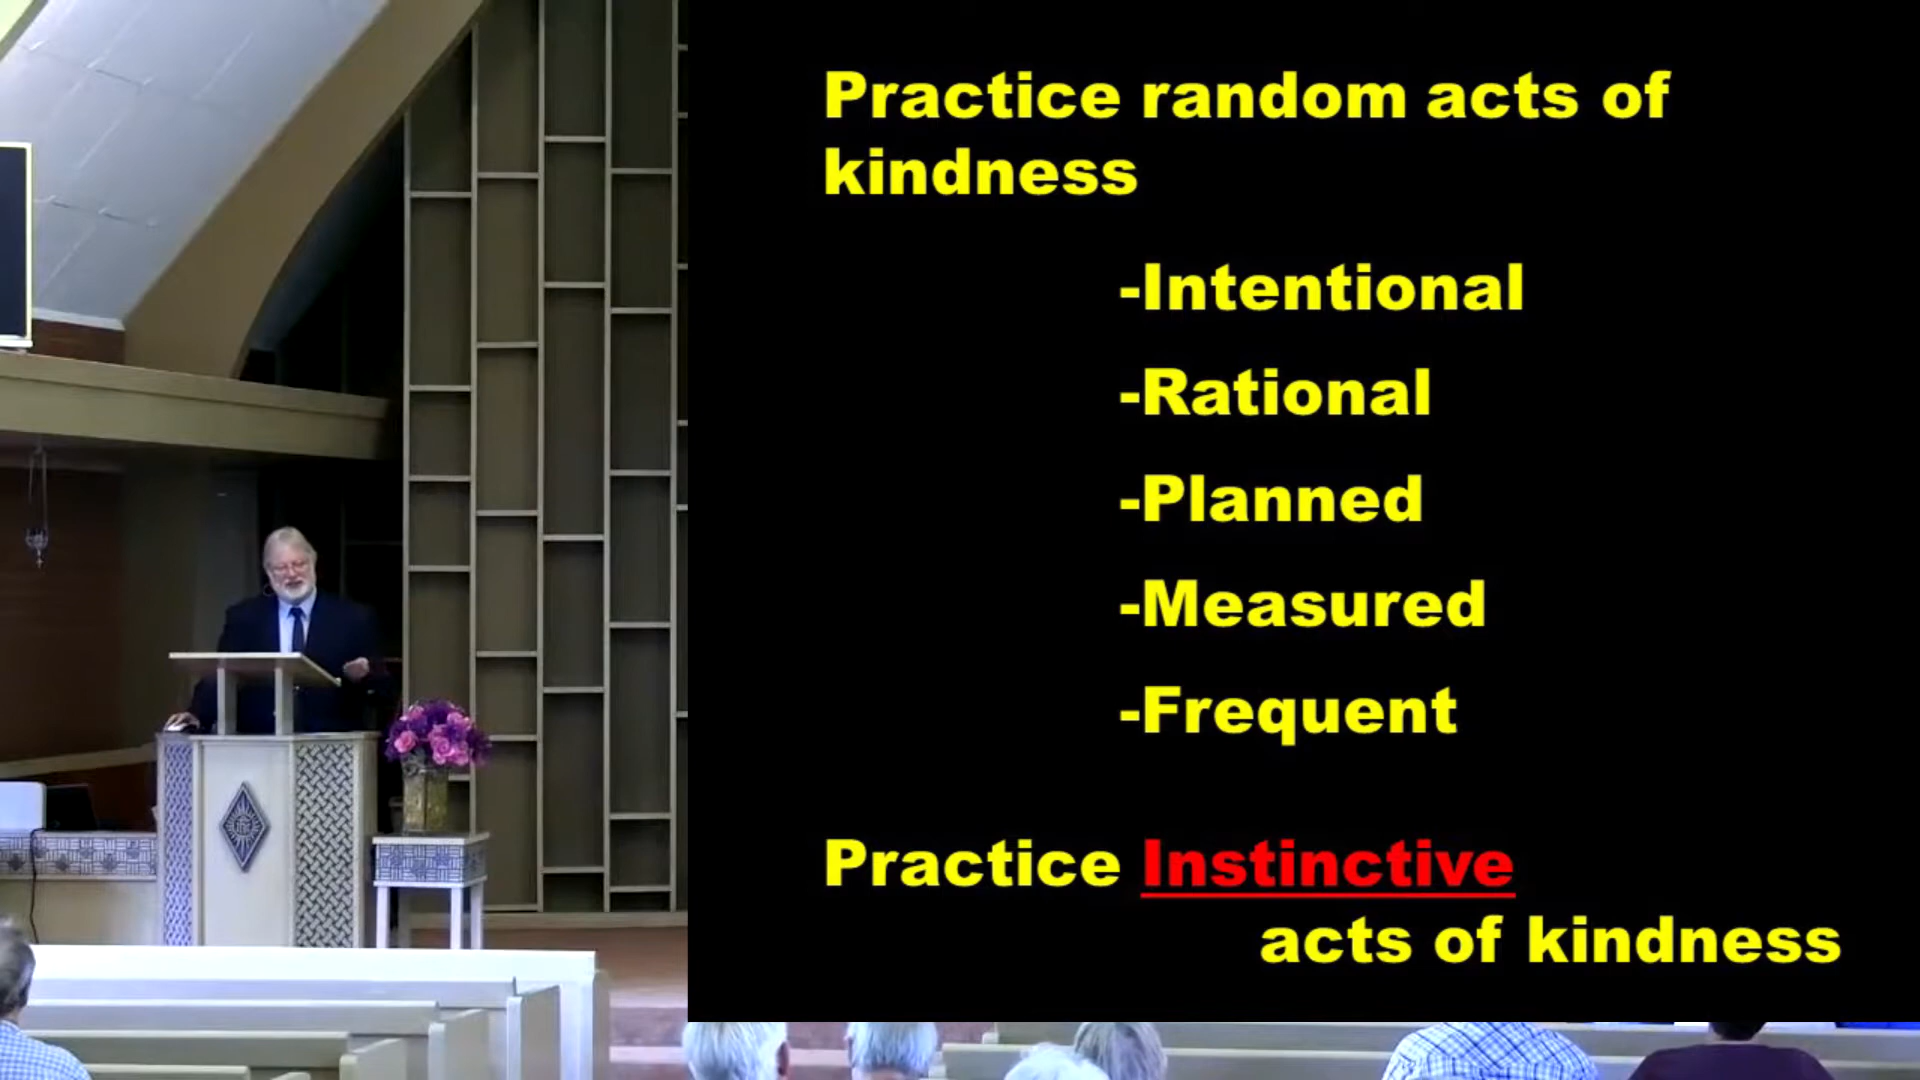 Practice random acts of
kindness
-Intentional
-Rational
-Planned
-Measured
-Frequent
Practice Instinctive
acts of kindness